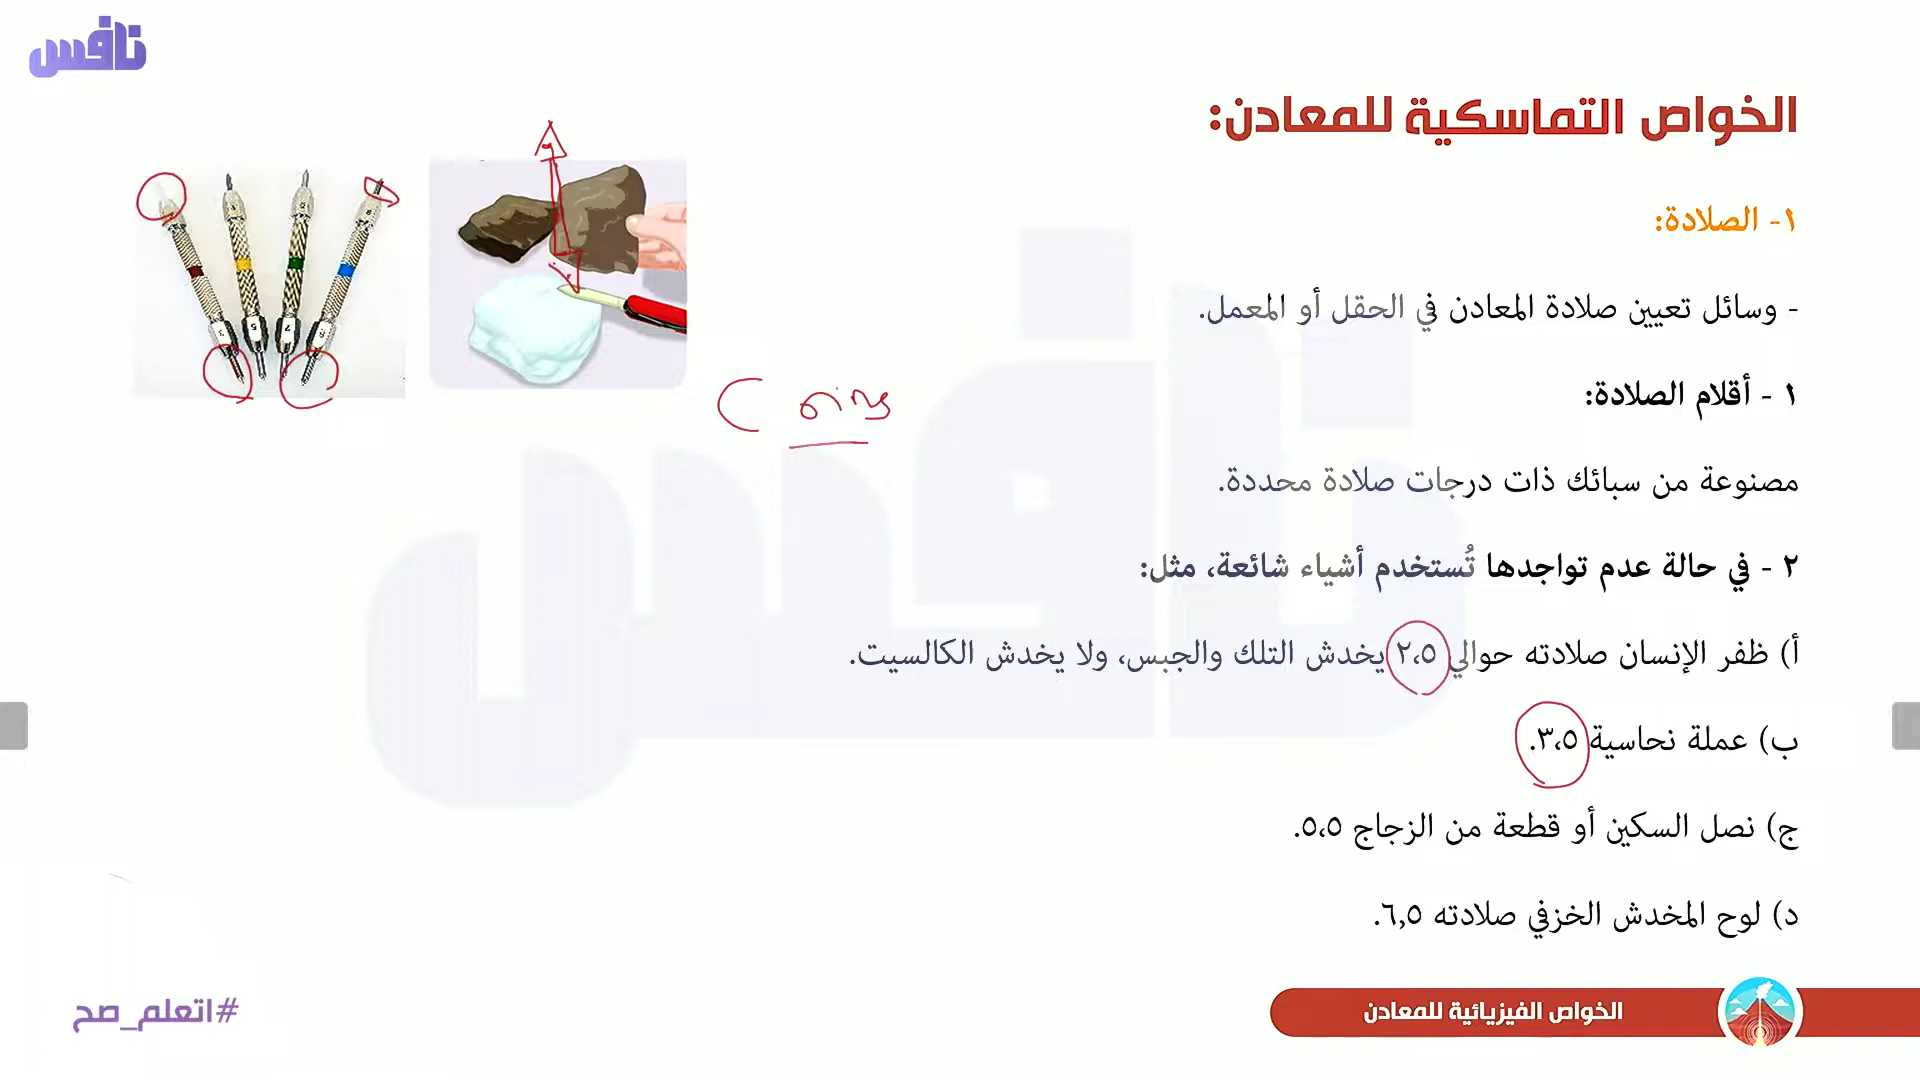 نافس
الخواص التماسكية للمعادن:
١- الصلادة:
- وسائل تعيين صلادة المعادن في الحقل أو المعمل.
١ - أقلام الصلادة:
مصنوعة من سبائك ذات درجات صلادة محددة.
٢ - في حالة عدم تواجدها تُستخدم أشياء شائعة، مثل:
أ) ظفر الإنسان صلادته حوالي ٢،٥ يخدش التلك والجبس، ولا يخدش الكالسيت.
ب) عملة نحاسية ٣،٥.
ج) نصل السكين أو قطعة من الزجاج ٥،٥.
د) لوح المخدش الخزفي صلادته ٦,٥.
الخواص الفيزيائية للمعادن
#اتعلم_صح